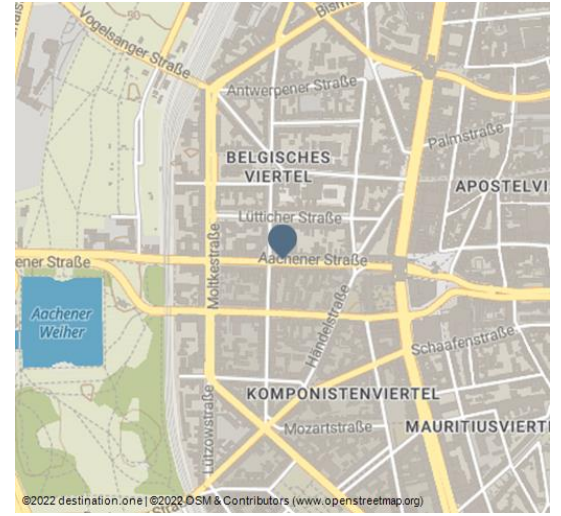 Vogelsanger Straße
Bism
Antwerpener Straße
Palmstraße
BELGISCHES
VIERTEL
APOSTELVI
Lütticher Straße
ener Straße
Aachener Straße
Moltkestraße
Aachener
Weiher
Händelstraße
Schaafenstraße
KOMPONISTENVIERTEL
Lützowstraße
Mozartstraße
MAURITIUSVIERT
©2022 destination.one | ©2022 OSM & Contributors (www.openstreetmap.org)